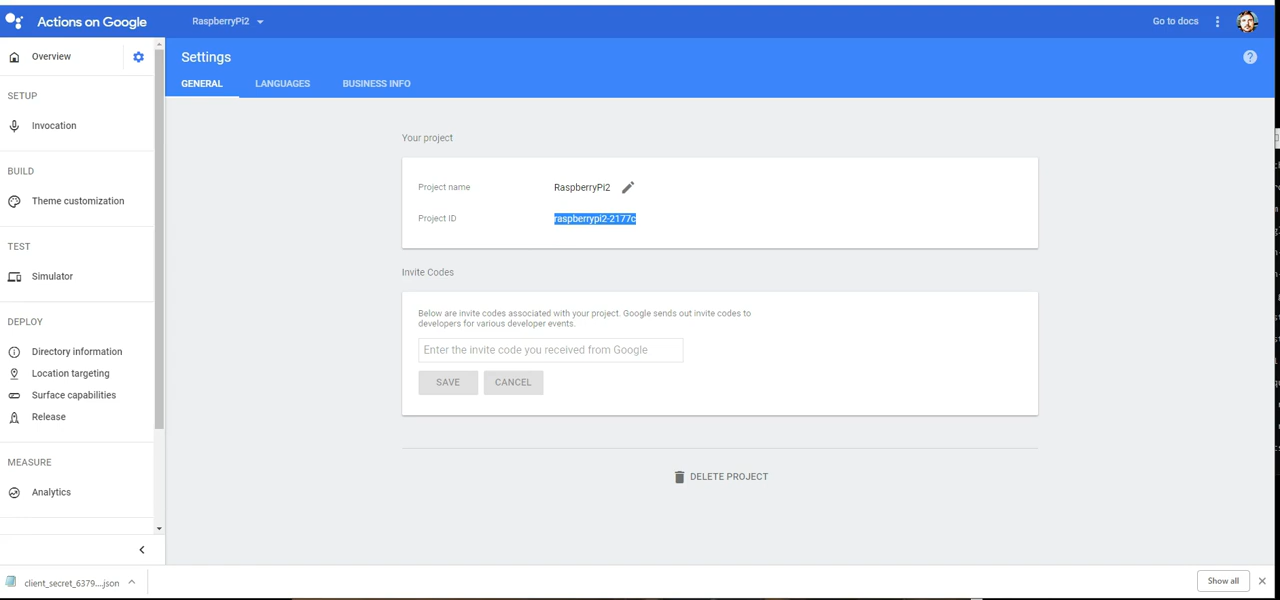 Actions on Google
RaspberryPi2
Go to docs
Overview
Settings
GENERAL
LANGUAGES
BUSINESS INFO
SETUP
Invocation
BUILD
Theme customization
TEST
Simulator
DEPLOY
Directory information
Location targeting
Surface capabilities
Release
MEASURE
Analytics
Your project
Project name
RaspberryPi2
Project ID
raspberrypi2-2177c
Invite Codes
Below are invite codes associated with your project. Google sends out invite codes to
developers for various developer events.
Enter the invite code you received from Google
SAVE
CANCEL
DELETE PROJECT
client_secret_6379....json
Show all